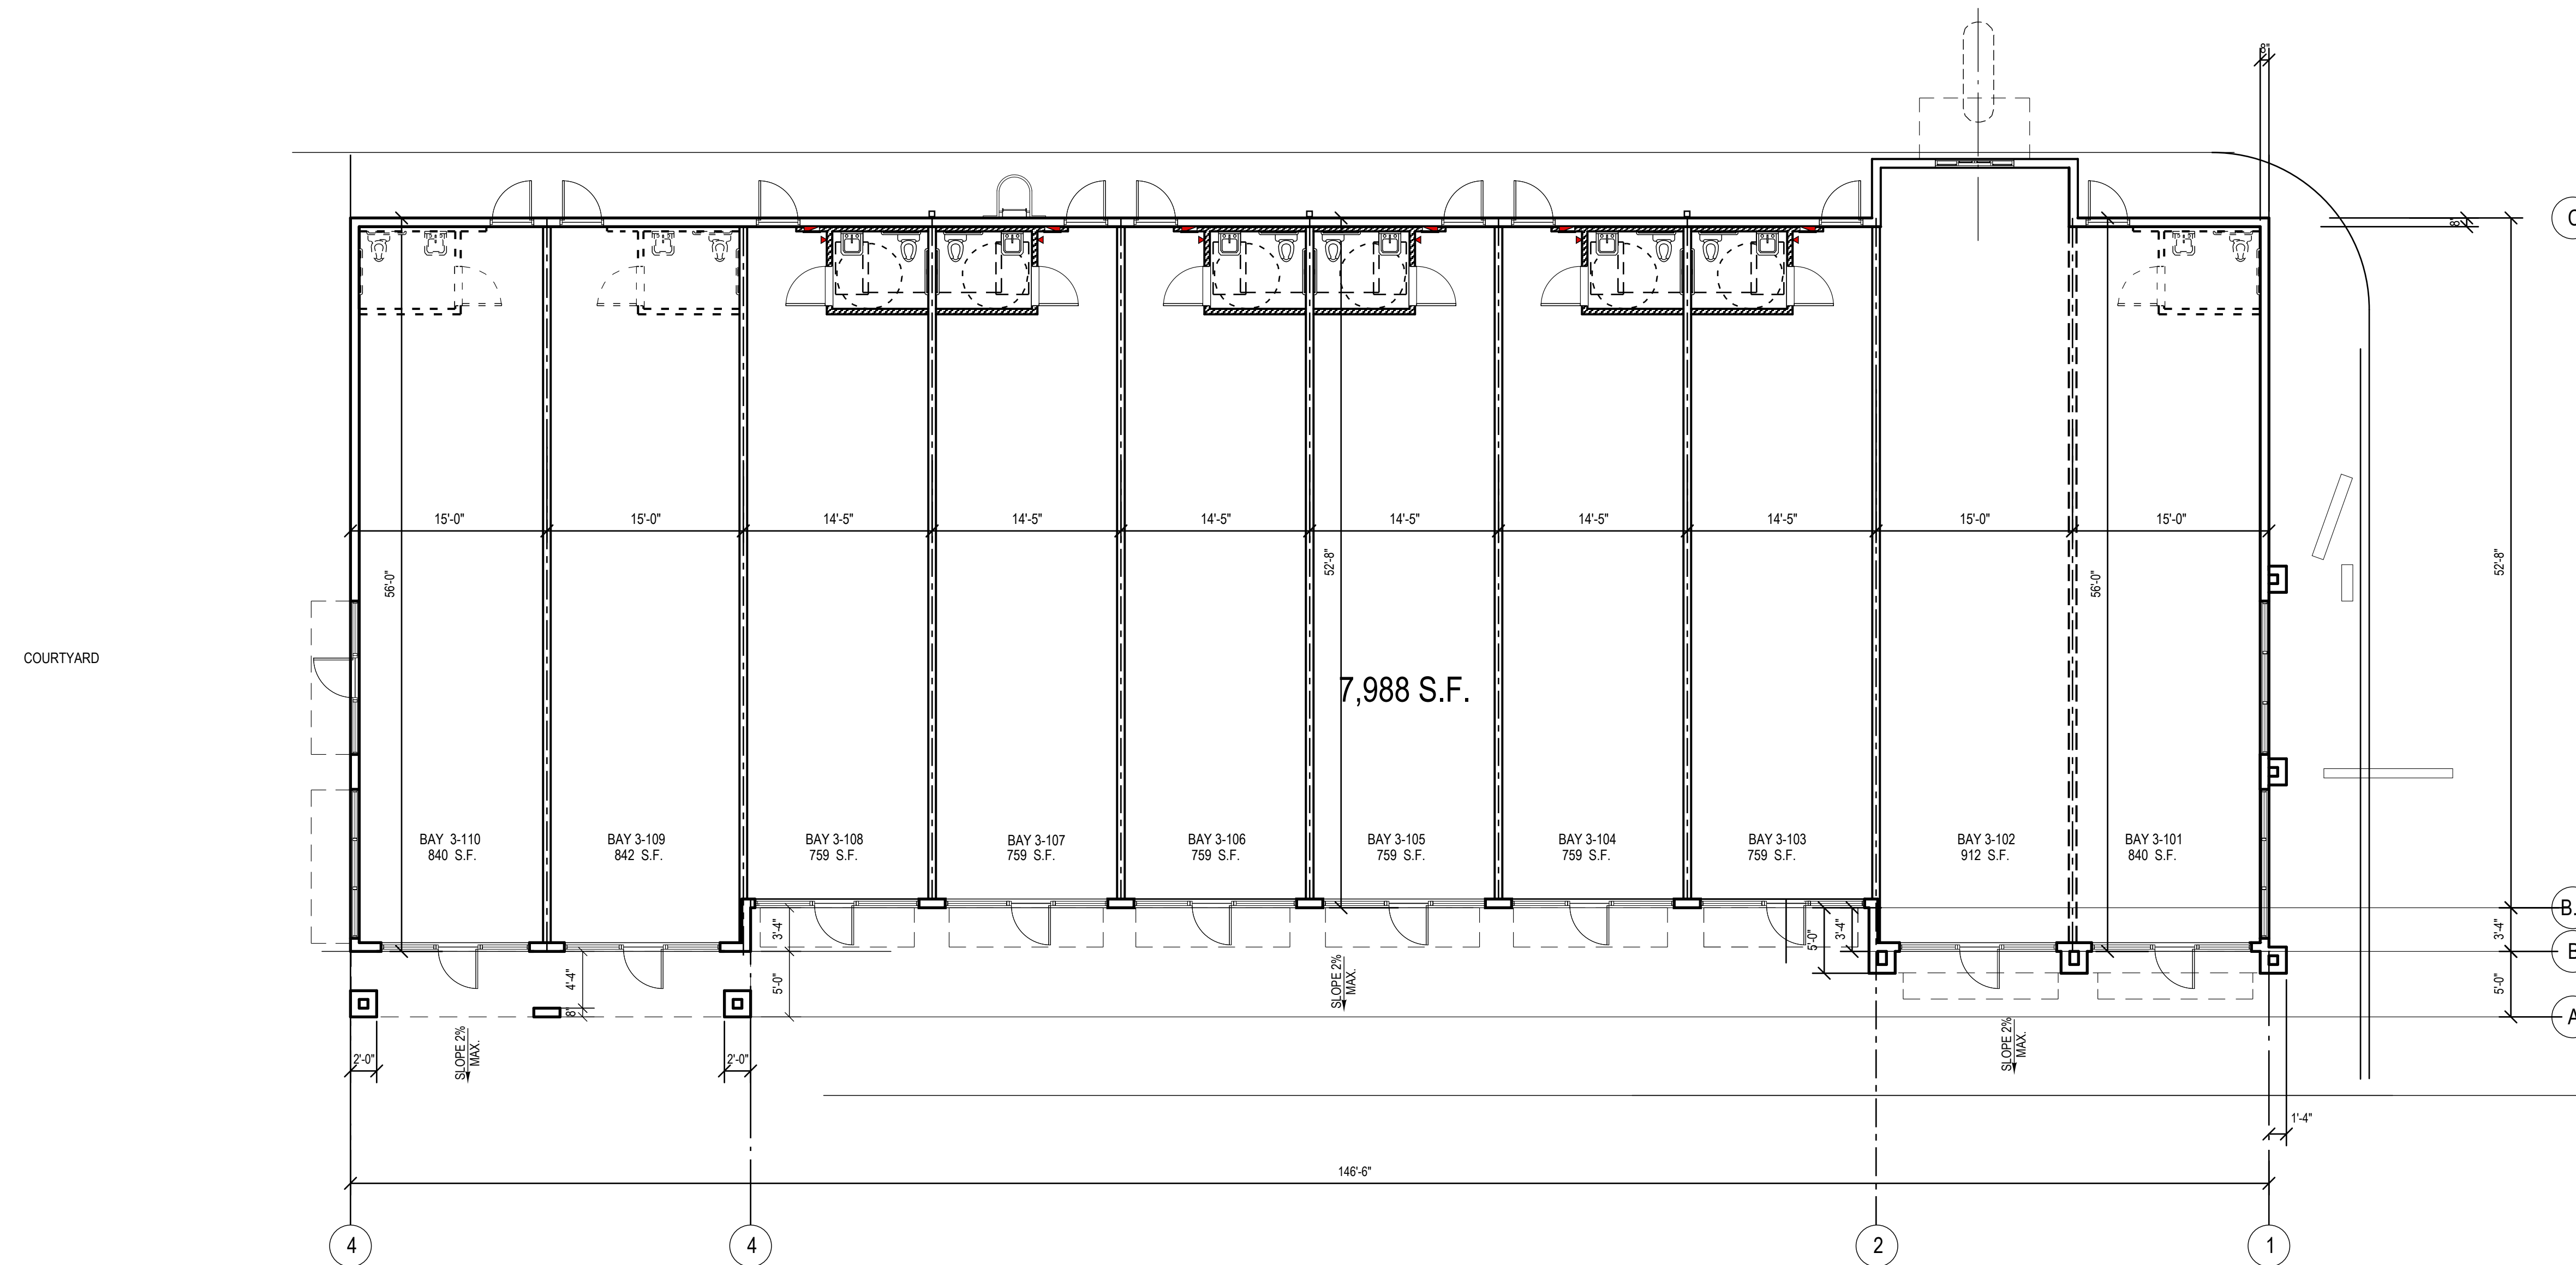 8"
C
8"
15'-0"
15'-0"
14'-5"
14'-5"
14'-5"
14'-5"
14'-5"
14'-5"
15'-0"
15'-0"
56'-0"
52'-8"
56'-0"
52'-8"
COURTYARD
7,988 S.F.
BAY 3-110
840 S.F.
BAY 3-109
842 S.F.
BAY 3-108
759 S.F.
BAY 3-107
759 S.F.
BAY 3-106
759 S.F.
BAY 3-105
759 S.F.
BAY 3-104
759 S.F.
BAY 3-103
759 S.F.
BAY 3-102
912 S.F.
BAY 3-101
840 S.F.
B.
3'-4"
5'-0"
3'-4"
3'-4"
B
4'-4"
8"
5'-0"
5'-0"
A
SLOPE 2%
MAX.
SLOPE 2%
MAX.
SLOPE 2%
MAX.
2'-0"
2'-0"
1'-4"
146'-6"
4
4
2
1